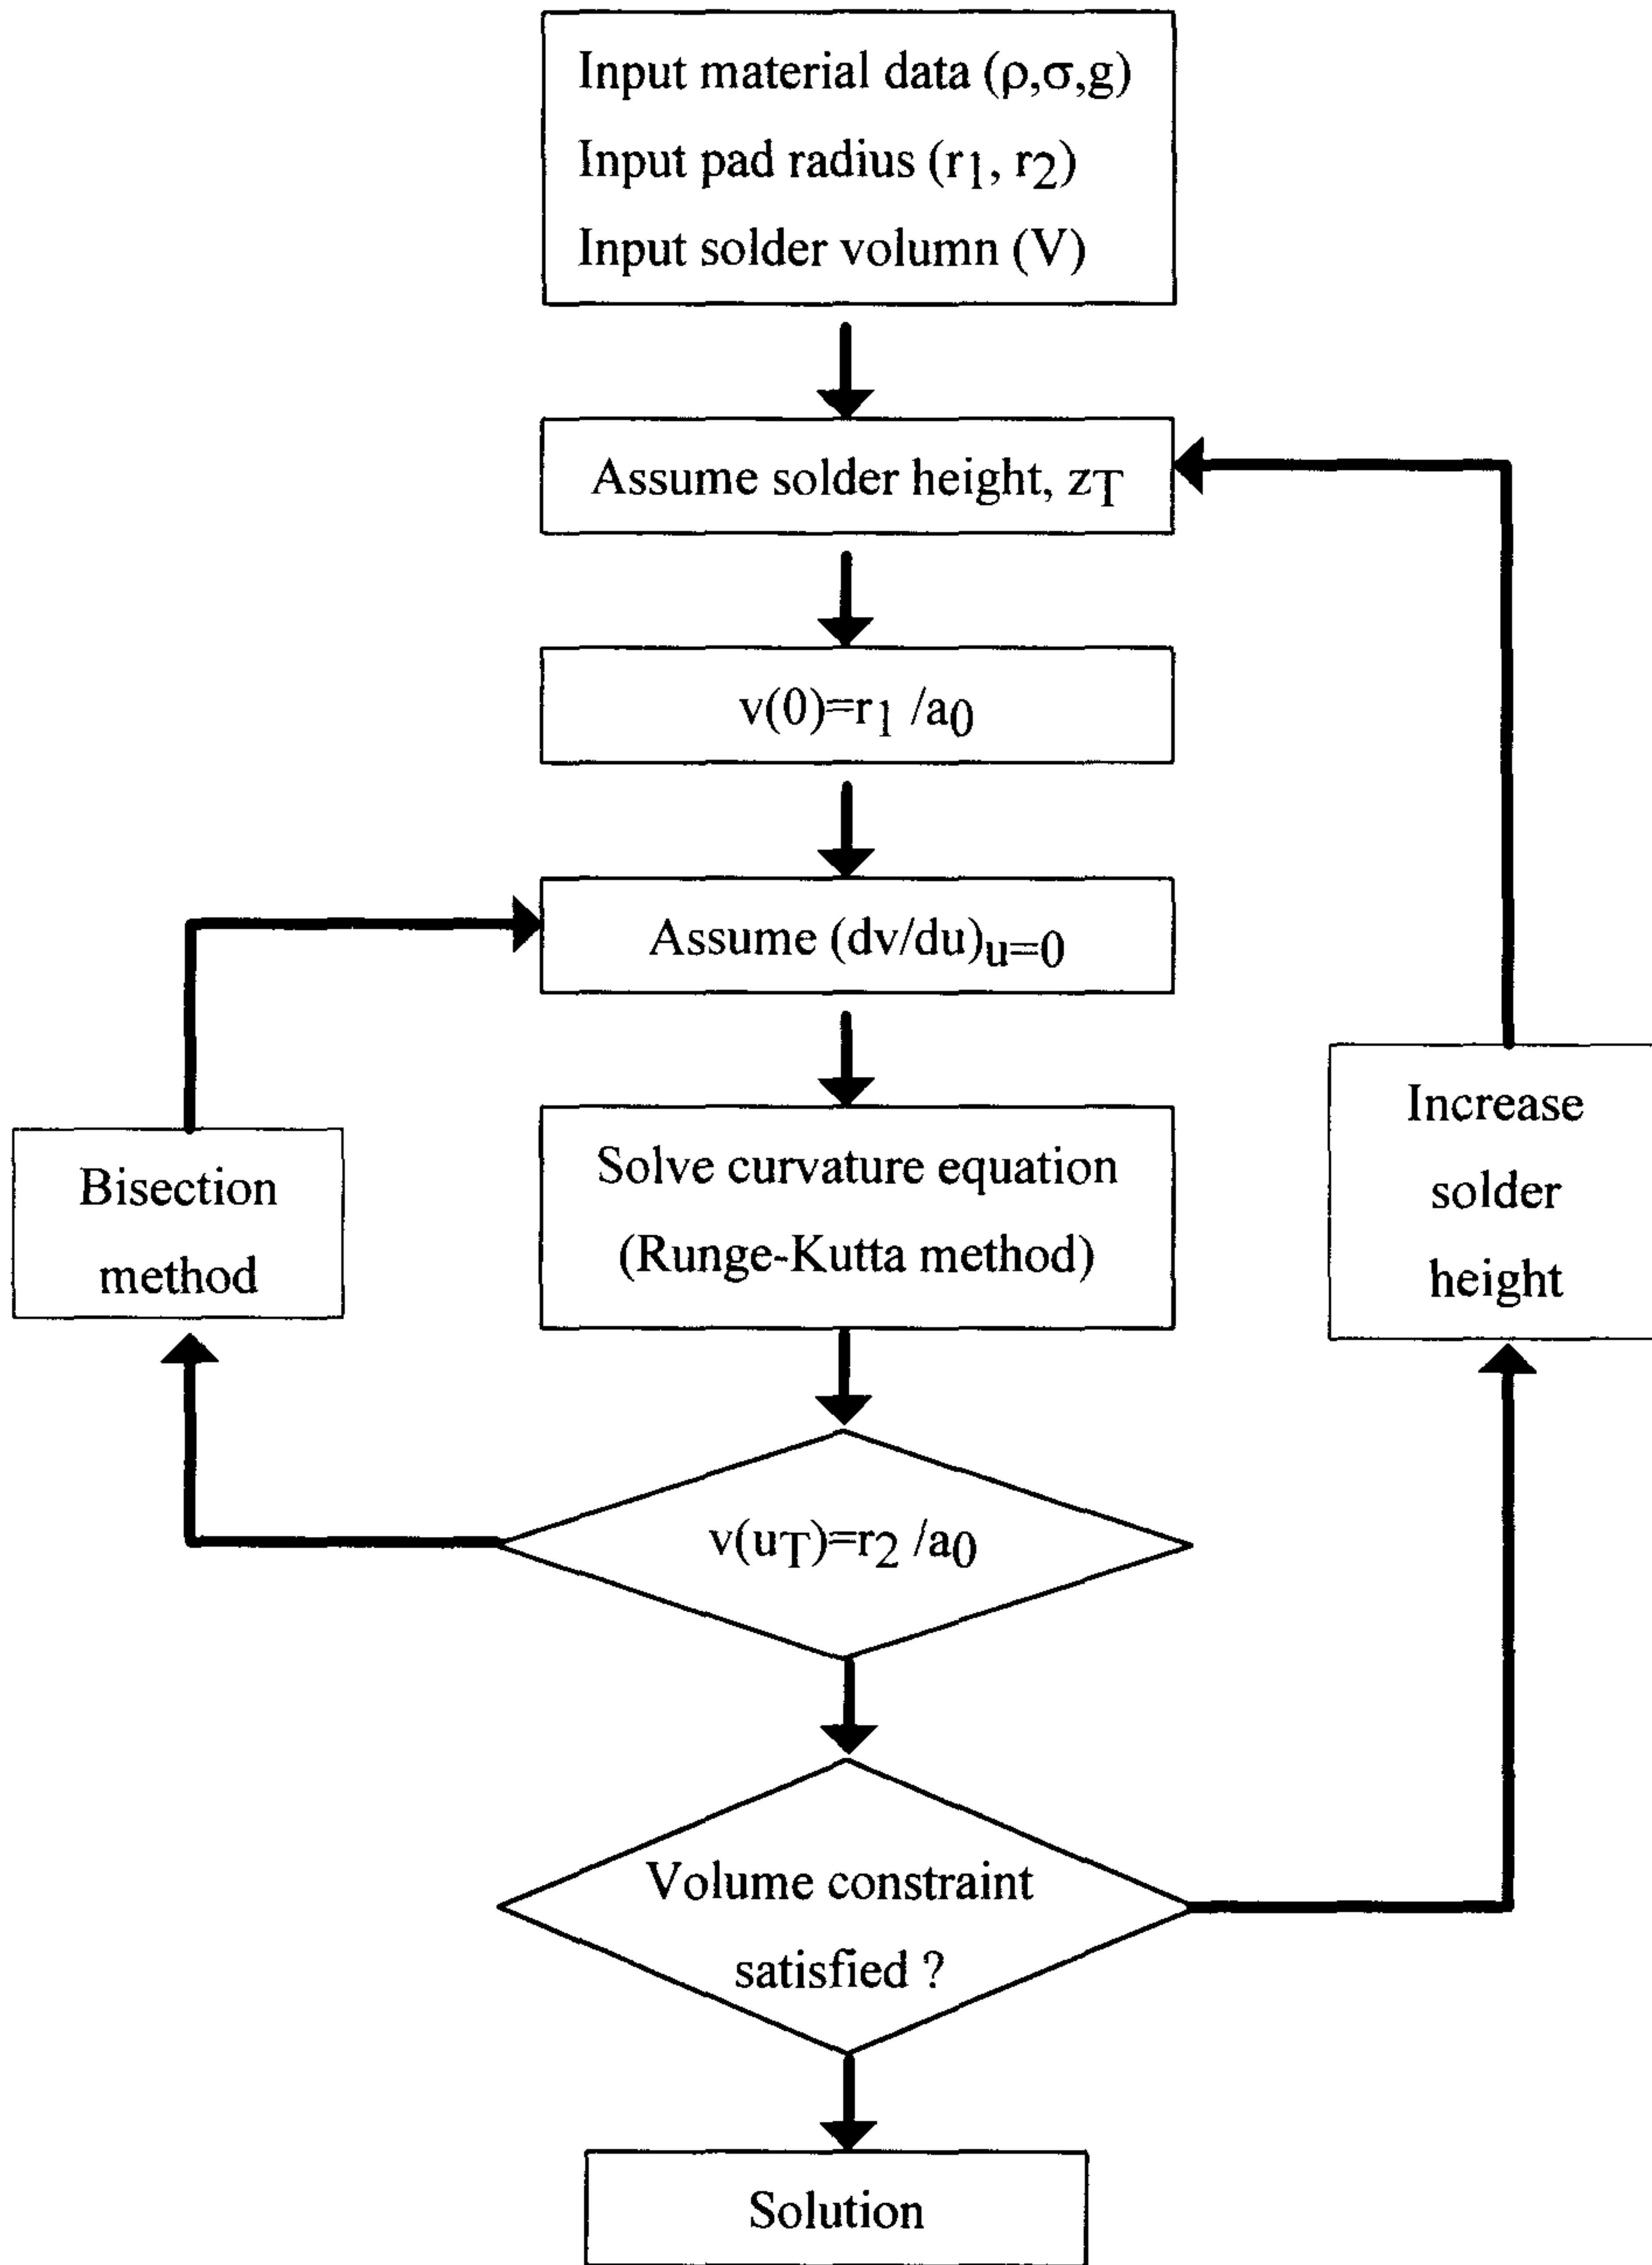 Input material data (ρ,σ,g)
Input pad radius (r1, r2)
Input solder volumn (V)
Assume solder height, zT
v(0)=r1 /a0
Assume (dv/du)u=0
Solve curvature equation
(Runge-Kutta method)
Bisection
method
Increase
solder
height
v(uT)=r2 /a0
Volume constraint
satisfied ?
Solution